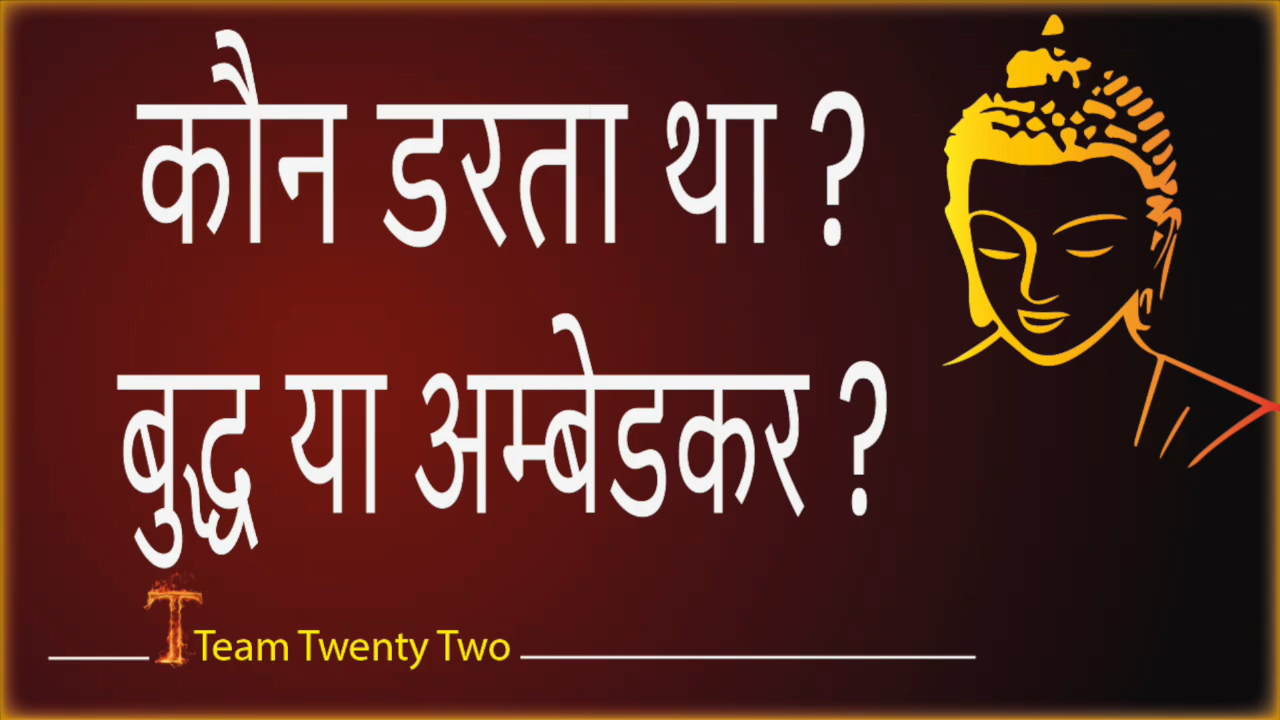 कौन डरता था ?
बुद्ध या अम्बेडकर ?
T Team Twenty Two